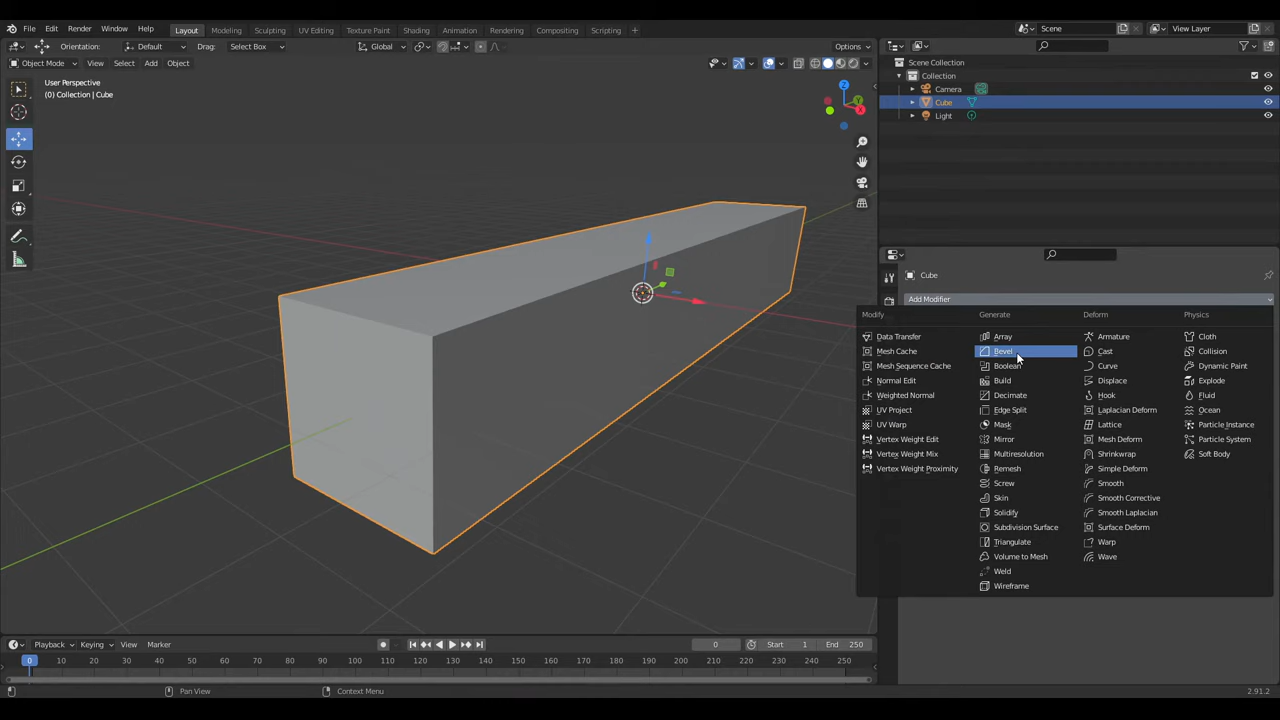 File Edit Render Window Help Layout Modeling Sculpting UV Editing Texture Paint Shading Animation Rendering Compositing Scripting + Scene View Layer
Orientation: Default Drag: Select Box Global Options
Object Mode View Select Add Object
Scene Collection
Collection
Camera
Cube
Light
User Perspective
(0) Collection | Cube
Z
Y
X
Cube
Add Modifier
Modify Generate Deform Physics
Data Transfer Array Armature Cloth
Mesh Cache Bevel Cast Collision
Mesh Sequence Cache Boolean Curve Dynamic Paint
Normal Edit Build Displace Explode
Weighted Normal Decimate Hook Fluid
UV Project Edge Split Laplacian Deform Ocean
UV Warp Mask Lattice Particle Instance
Vertex Weight Edit Mirror Mesh Deform Particle System
Vertex Weight Mix Multiresolution Shrinkwrap Soft Body
Vertex Weight Proximity Remesh Simple Deform
Screw Smooth
Skin Smooth Corrective
Solidify Smooth Laplacian
Subdivision Surface Surface Deform
Triangulate Warp
Volume to Mesh Wave
Weld
Wireframe
Playback Keying View Marker 0 Start 1 End 250
0 10 20 30 40 50 60 70 80 90 100 110 120 130 140 150 160 170 180 190 200 210 220 230 240 250
Pan View Context Menu 2.91.2